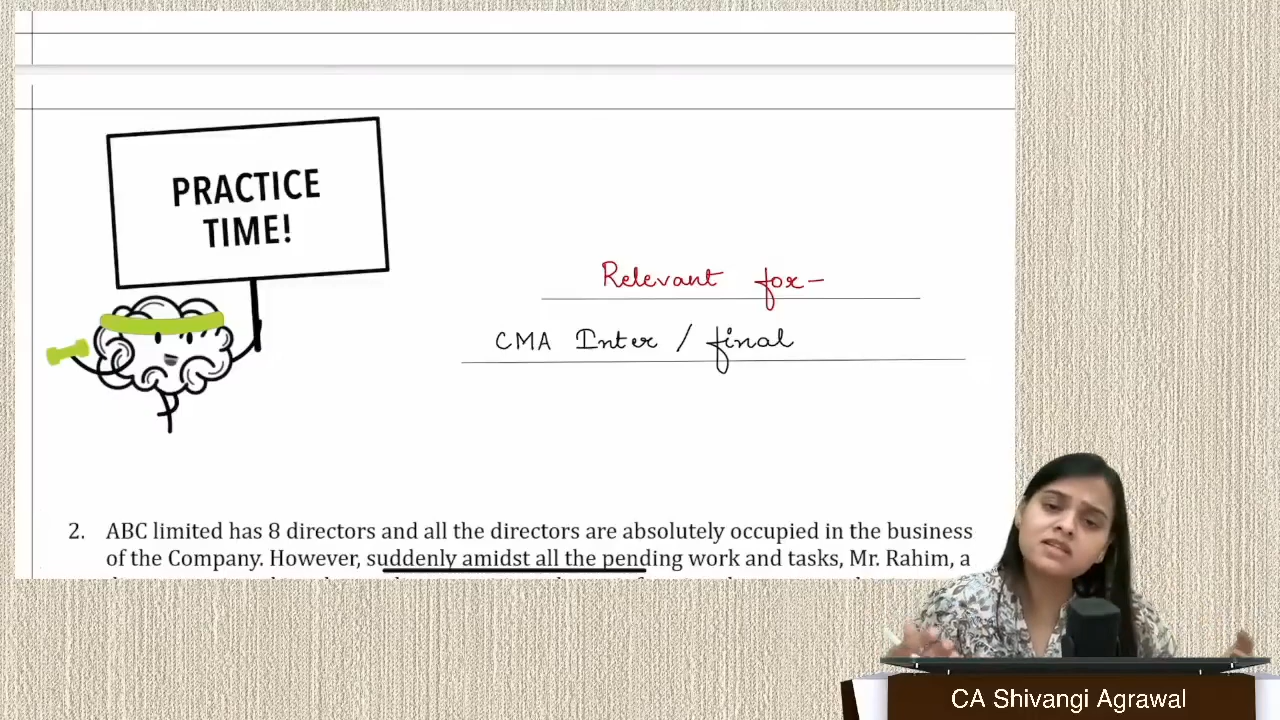 PRACTICE
TIME!
Relevant for-
CMA Inter / final
2. ABC limited has 8 directors and all the directors are absolutely occupied in the business
of the Company. However, suddenly amidst all the pending work and tasks, Mr. Rahim, a
CA Shivangi Agrawal